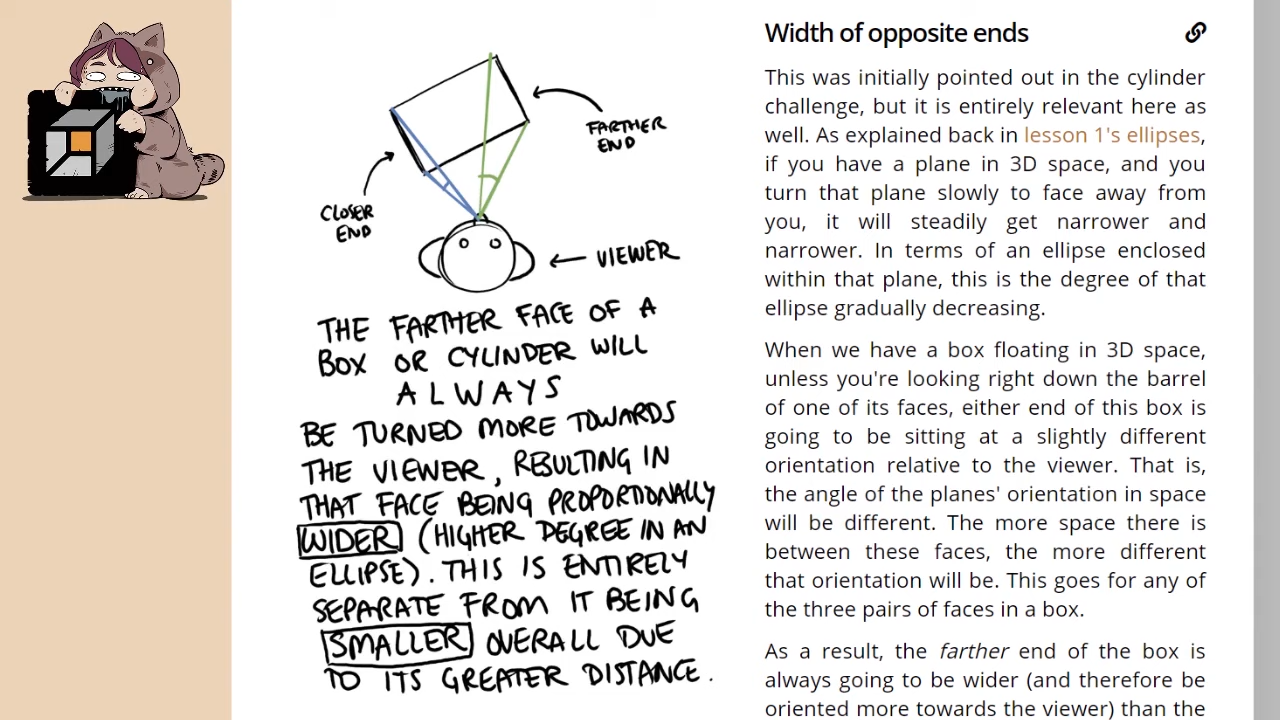 FARTHER
END
CLOSER
END
VIEWER
THE FARTHER FACE OF A
BOX OR CYLINDER WILL
ALWAYS
BE TURNED MORE TOWARDS
THE VIEWER, RESULTING IN
THAT FACE BEING PROPORTIONALLY
WIDER (HIGHER DEGREE IN AN
ELLIPSE). THIS IS ENTIRELY
SEPARATE FROM IT BEING
SMALLER OVERALL DUE
TO ITS GREATER DISTANCE.
Width of opposite ends
This was initially pointed out in the cylinder
challenge, but it is entirely relevant here as
well. As explained back in lesson 1's ellipses,
if you have a plane in 3D space, and you
turn that plane slowly to face away from
you, it will steadily get narrower and
narrower. In terms of an ellipse enclosed
within that plane, this is the degree of that
ellipse gradually decreasing.
When we have a box floating in 3D space,
unless you're looking right down the barrel
of one of its faces, either end of this box is
going to be sitting at a slightly different
orientation relative to the viewer. That is,
the angle of the planes' orientation in space
will be different. The more space there is
between these faces, the more different
that orientation will be. This goes for any of
the three pairs of faces in a box.
As a result, the farther end of the box is
always going to be wider (and therefore be
oriented more towards the viewer) than the